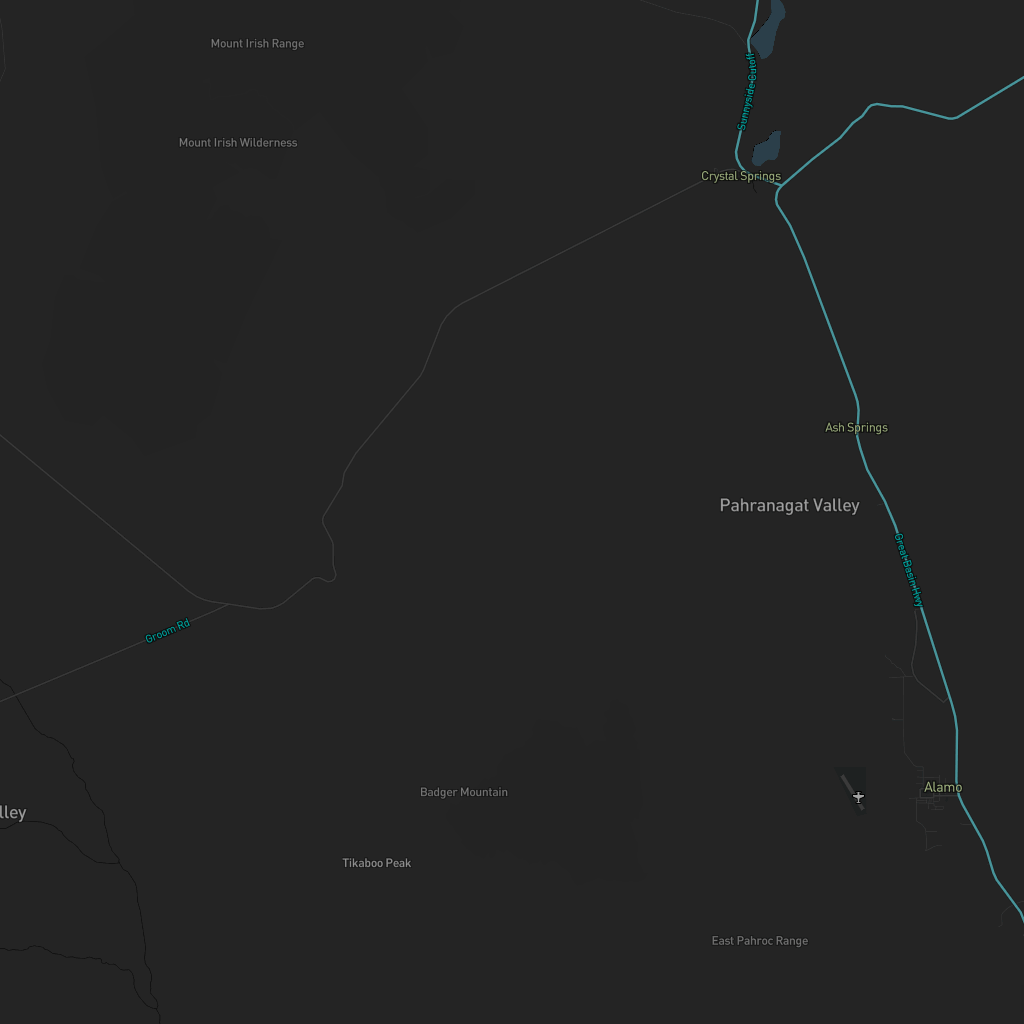 Mount Irish Range
Sunnyside Cutoff
Mount Irish Wilderness
Crystal Springs
Ash Springs
Pahranagat Valley
Great Basin Hwy
Groom Rd
Alamo
Badger Mountain
lley
Tikaboo Peak
East Pahroc Range